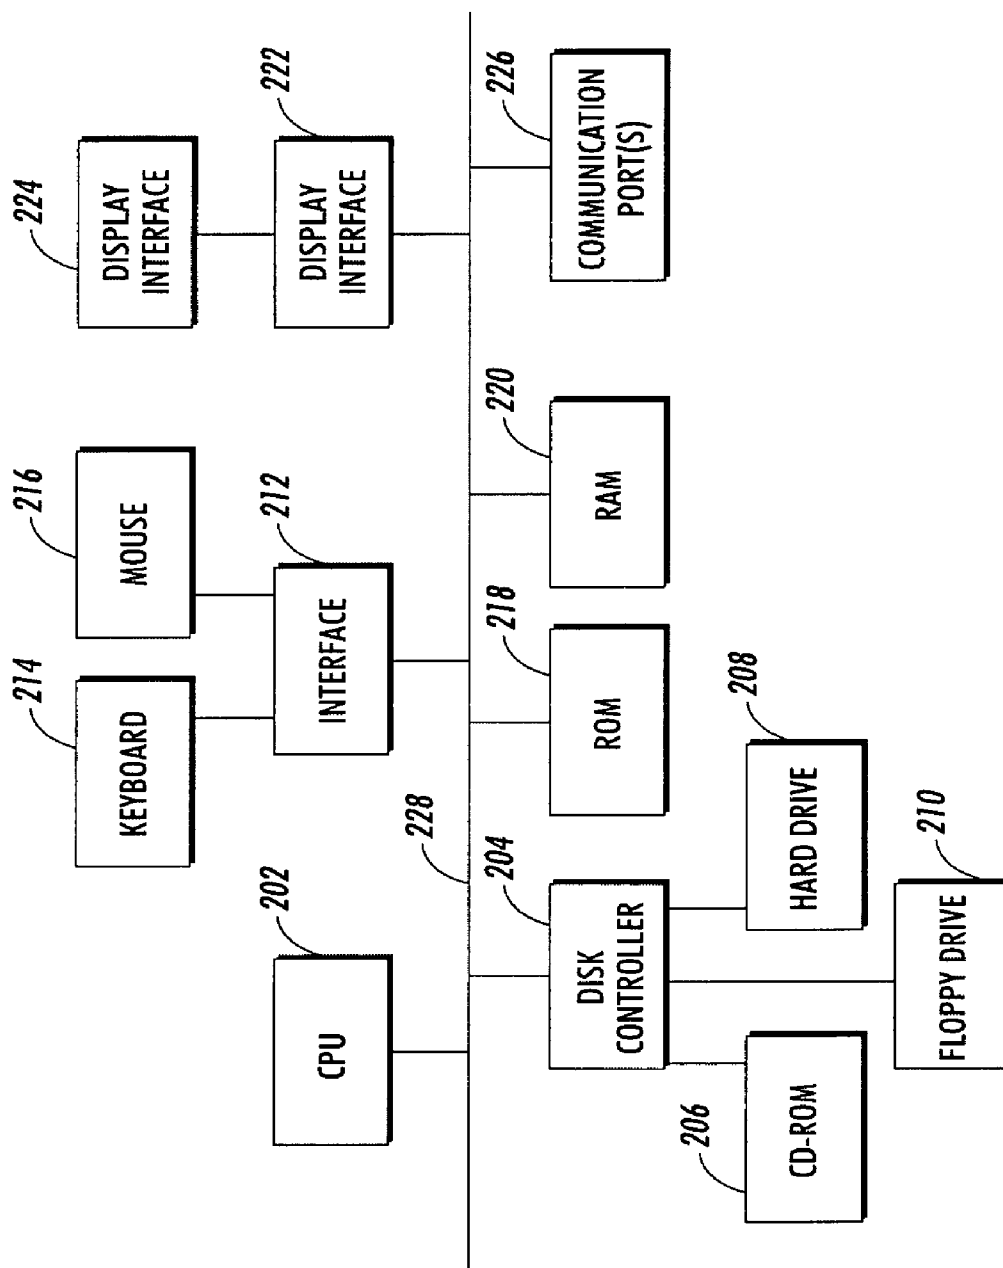 214
KEYBOARD
216
MOUSE
224
DISPLAY
INTERFACE
202
CPU
212
INTERFACE
222
DISPLAY
INTERFACE
228
204
DISK
CONTROLLER
218
ROM
220
RAM
226
COMMUNICATION
PORT(S)
206
CD-ROM
208
HARD DRIVE
210
FLOPPY DRIVE